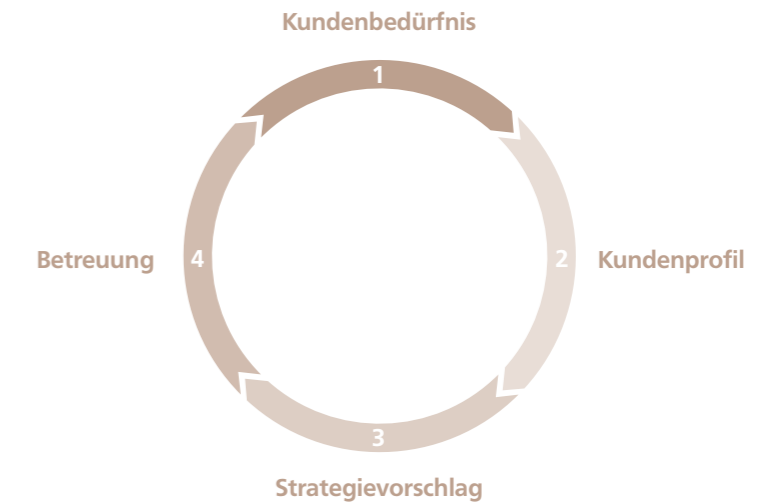 Kundenbedürfnis
1
Betreuung
4
2
Kundenprofil
3
Strategievorschlag